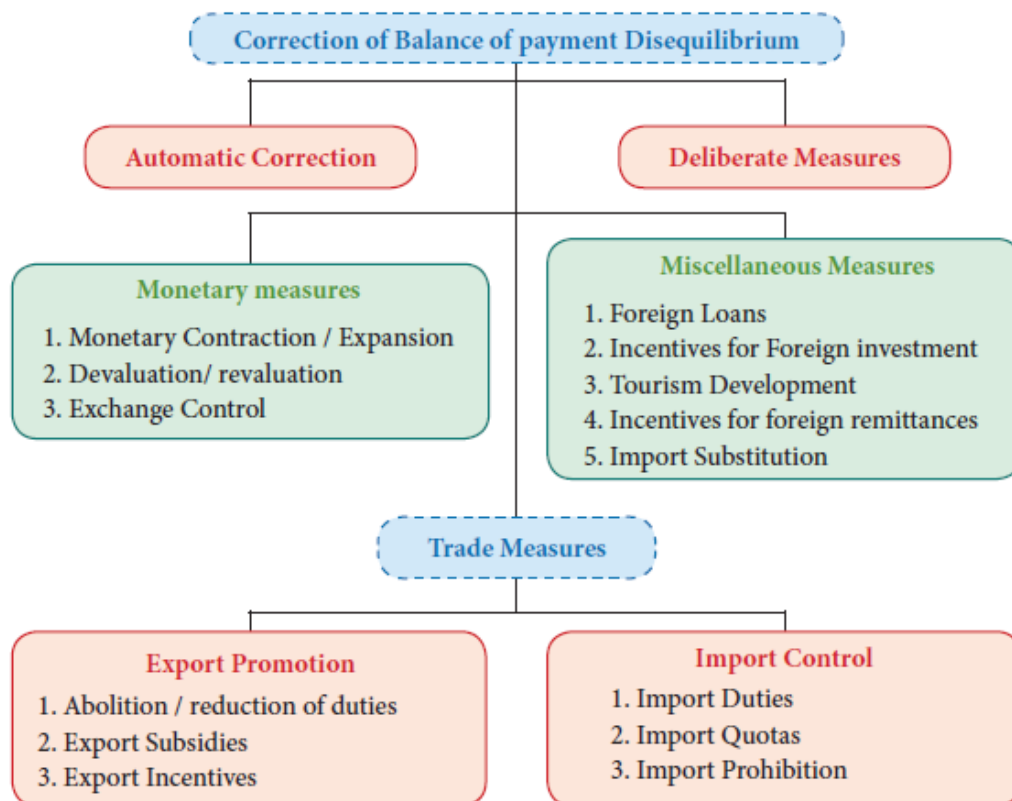 Correction of Balance of payment Disequilibrium
Automatic Correction
Deliberate Measures
Monetary measures
1. Monetary Contraction / Expansion
2. Devaluation/ revaluation
3. Exchange Control
Miscellaneous Measures
1. Foreign Loans
2. Incentives for Foreign investment
3. Tourism Development
4. Incentives for foreign remittances
5. Import Substitution
Trade Measures
Export Promotion
1. Abolition / reduction of duties
2. Export Subsidies
3. Export Incentives
Import Control
1. Import Duties
2. Import Quotas
3. Import Prohibition